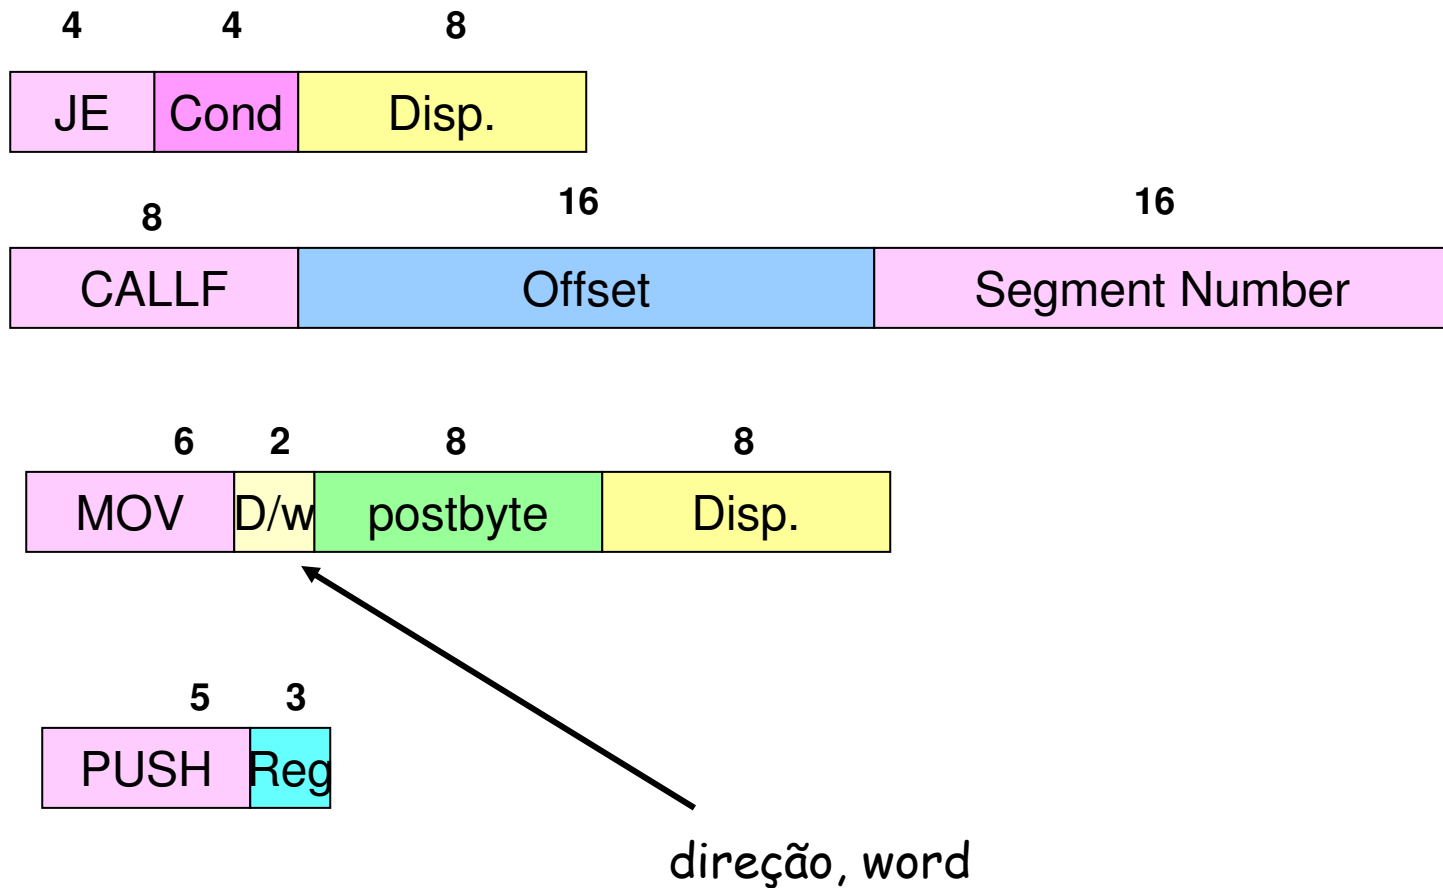 4 4 8
JE Cond Disp.
8 16 16
CALLF Offset Segment Number
6 2 8 8
MOV D/w postbyte Disp.
5 3
PUSH Reg
direção, word